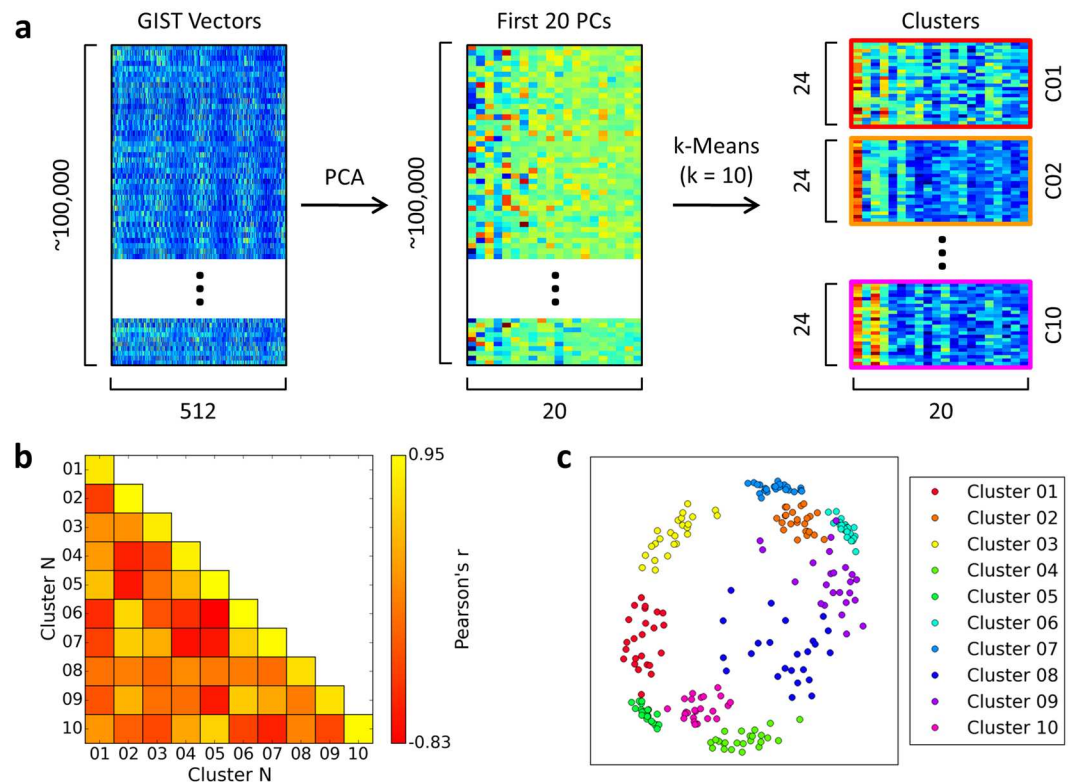 a
GIST Vectors
First 20 PCs
Clusters
~100,000
512
PCA
~100,000
20
k-Means
(k = 10)
24
C01
24
C02
24
C10
20
b
Cluster N
01
02
03
04
05
06
07
08
09
10
01 02 03 04 05 06 07 08 09 10
Cluster N
0.95
-0.83
Pearson's r
c
Cluster 01
Cluster 02
Cluster 03
Cluster 04
Cluster 05
Cluster 06
Cluster 07
Cluster 08
Cluster 09
Cluster 10